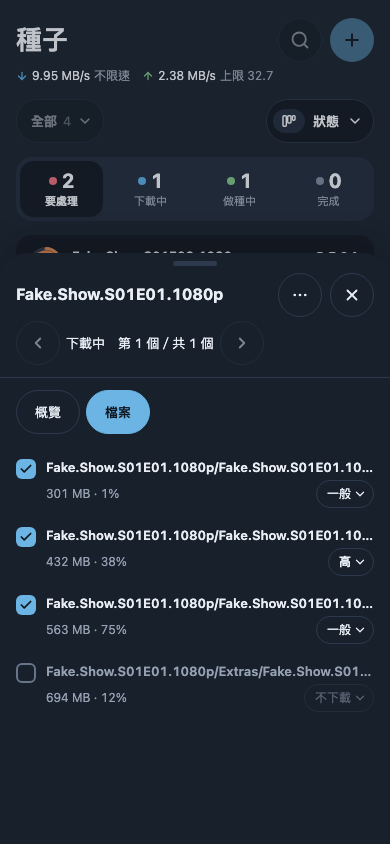 種子
9.95 MB/s 不限速 2.38 MB/s 上限 32.7
全部 4
狀態
2 1 1 0
要處理 下載中 做種中 完成
Fake.Show.S01E01.1080p
下載中 第 1 個 / 共 1 個
概覽 檔案
Fake.Show.S01E01.1080p/Fake.Show.S01E01.10...
301 MB · 1% 一般
Fake.Show.S01E01.1080p/Fake.Show.S01E01.10...
432 MB · 38% 高
Fake.Show.S01E01.1080p/Fake.Show.S01E01.10...
563 MB · 75% 一般
Fake.Show.S01E01.1080p/Extras/Fake.Show.S01...
694 MB · 12% 不下載